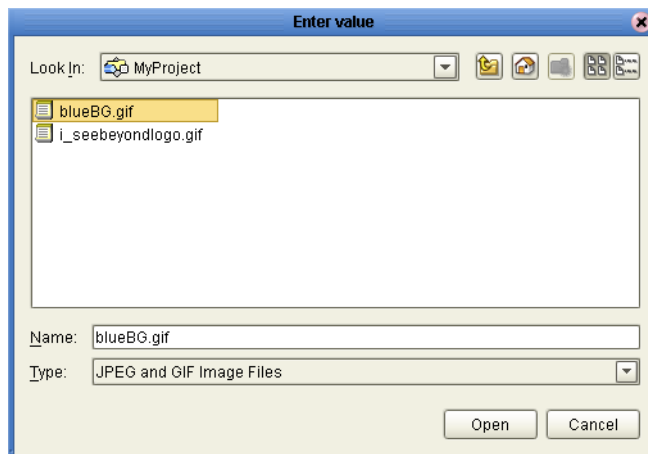 Enter value
Look In: MyProject
blueBG.gif
i_seebeyondlogo.gif
Name: blueBG.gif
Type: JPEG and GIF Image Files
Open Cancel